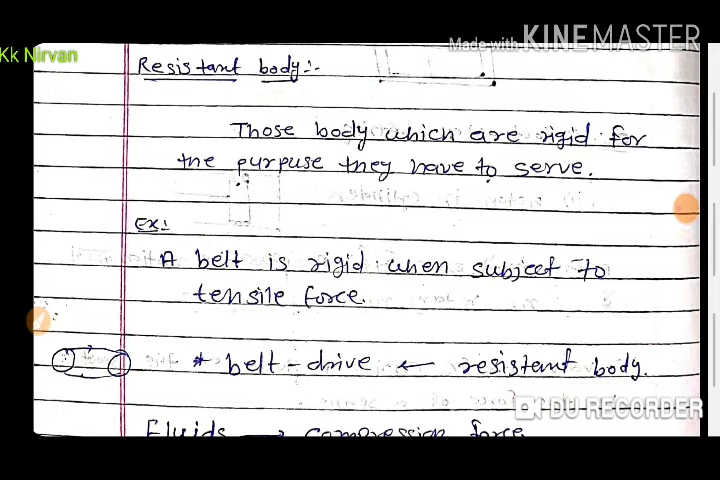 Made with KINEMASTER
Kk Nirvan
Resistant body:-
Those body which are rigid for
the purpuse they have to serve.
Ex:
A belt is rigid when subject to
tensile force.
* belt-drive ← resistant body.
DU RECORDER
Fluids → compression force